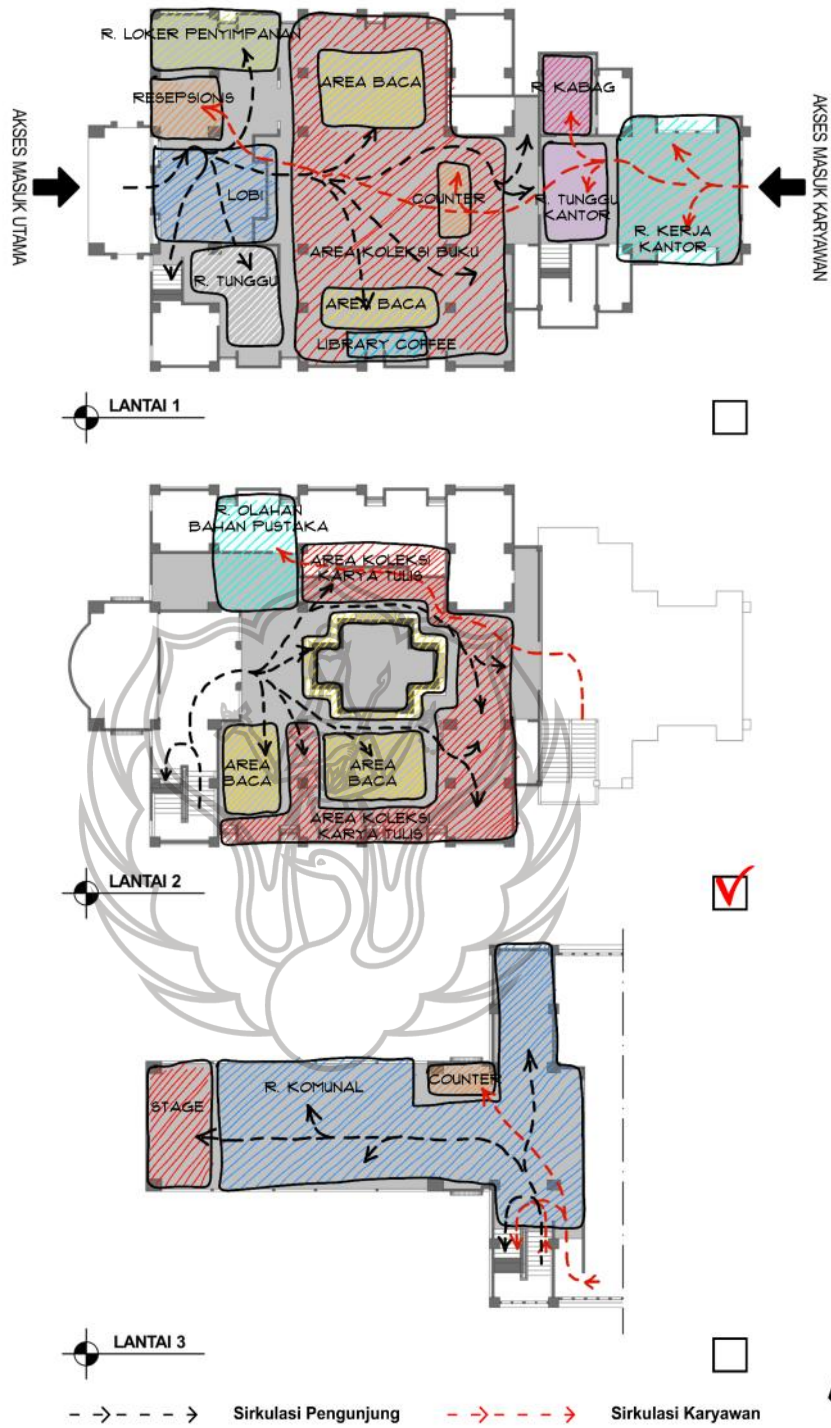 R. LOKER PENYIMPANAN
RESEPSIONIS
LOBI
R. TUNGGU
AREA BACA
COUNTER
AREA KOLEKSI BUKU
AREA BACA
LIBRARY COFFEE
R. KABAG
R. TUNGGU
KANTOR
R. KERJA
KANTOR
AKSES MASUK UTAMA
AKSES MASUK KARYAWAN
LANTAI 1
R. OLAHAN
BAHAN PUSTAKA
AREA KOLEKSI
KARYA TULIS
AREA
BACA
AREA
BACA
AREA KOLEKSI
KARYA TULIS
LANTAI 2
STAGE
R. KOMUNAL
COUNTER
LANTAI 3
Sirkulasi Pengunjung
Sirkulasi Karyawan